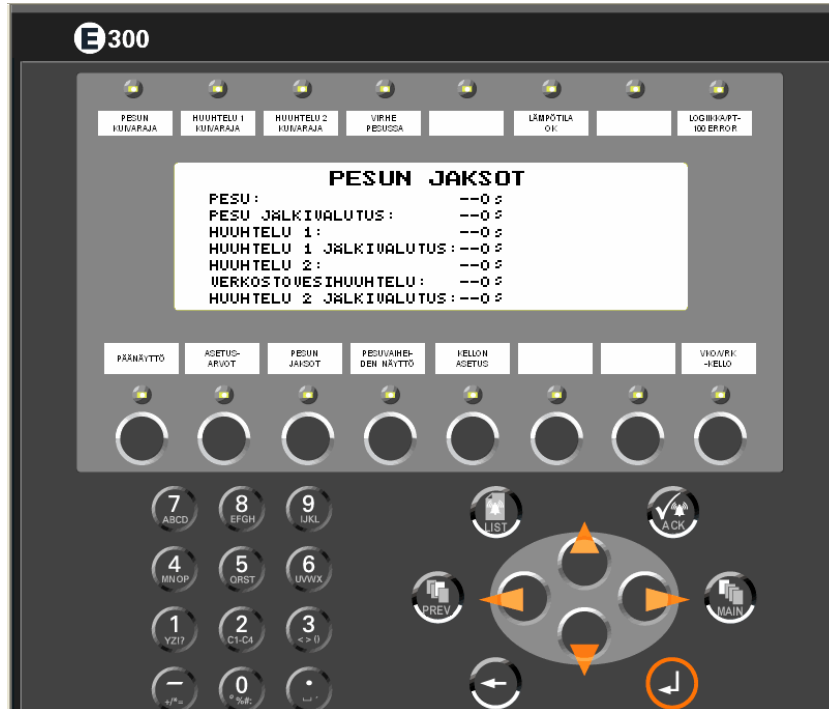 E300
PESUN
KUIVARAJA
HUUHTELU 1
KUIVARAJA
HUUHTELU 2
KUIVARAJA
VIRHE
PESUSSA
LÄMPÖTILA
OK
LOGIIKKA/PT-
100 ERROR
PESUN JAKSOT
PESU: --0 s
PESU JÄLKIVALUTUS: --0 s
HUUHTELU 1: --0 s
HUUHTELU 1 JÄLKIVALUTUS:--0 s
HUUHTELU 2: --0 s
VERKOSTOVESIHUUHTELU: --0 s
HUUHTELU 2 JÄLKIVALUTUS:--0 s
PÄÄNÄYTTÖ
ASETUS-
ARVOT
PESUN
JAKSOT
PESUVAIHEI-
DEN NÄYTTÖ
KELLON
ASETUS
VKO/VRK
-KELLO
7
ABCD
8
EFGH
9
IJKL
LIST
ACK
4
MNOP
5
QRST
6
UVWX
PREV
MAIN
1
YZ!?
2
C1-C4
3
<>()
–
+/*=
0
°%#:
.